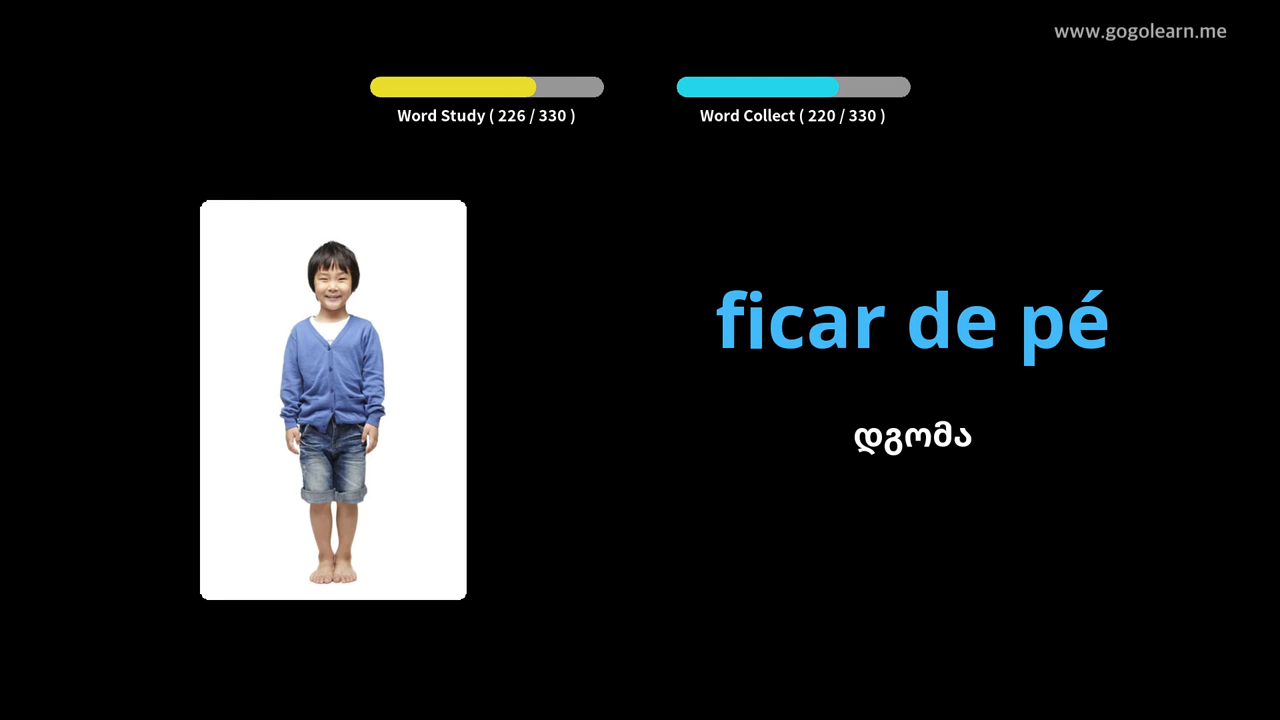 www.gogolearn.me
Word Study ( 226 / 330 )
Word Collect ( 220 / 330 )
ficar de pé
დგომა